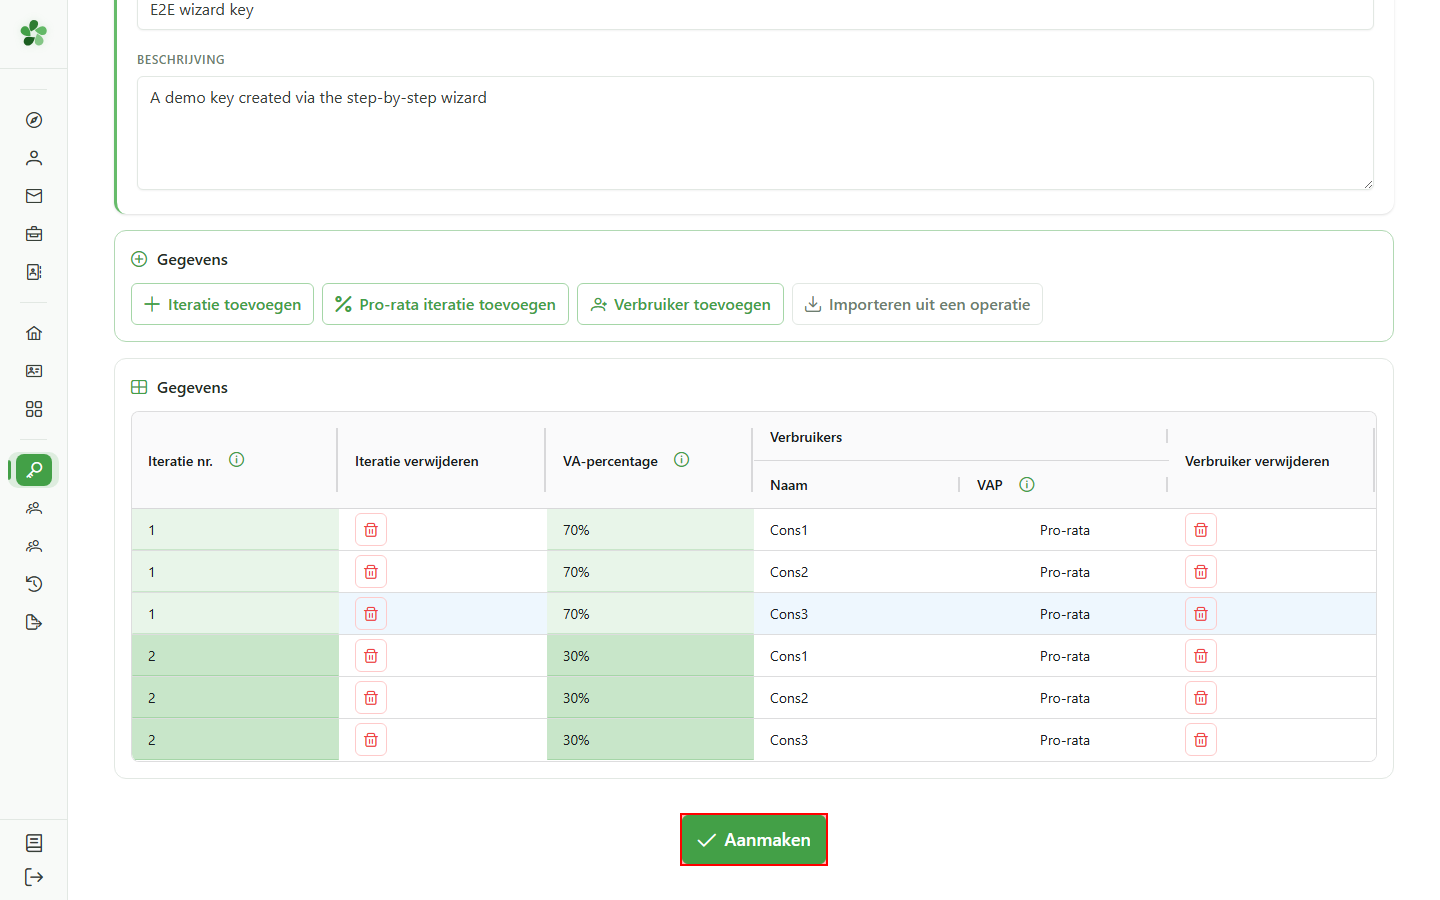 E2E wizard key
BESCHRIJVING
A demo key created via the step-by-step wizard
Gegevens
Iteratie toevoegen
Pro-rata iteratie toevoegen
Verbruiker toevoegen
Importeren uit een operatie
Gegevens
Iteratie nr.
Iteratie verwijderen
VA-percentage
Verbruikers
Naam
VAP
Verbruiker verwijderen
1 70% Cons1 Pro-rata
1 70% Cons2 Pro-rata
1 70% Cons3 Pro-rata
2 30% Cons1 Pro-rata
2 30% Cons2 Pro-rata
2 30% Cons3 Pro-rata
Aanmaken